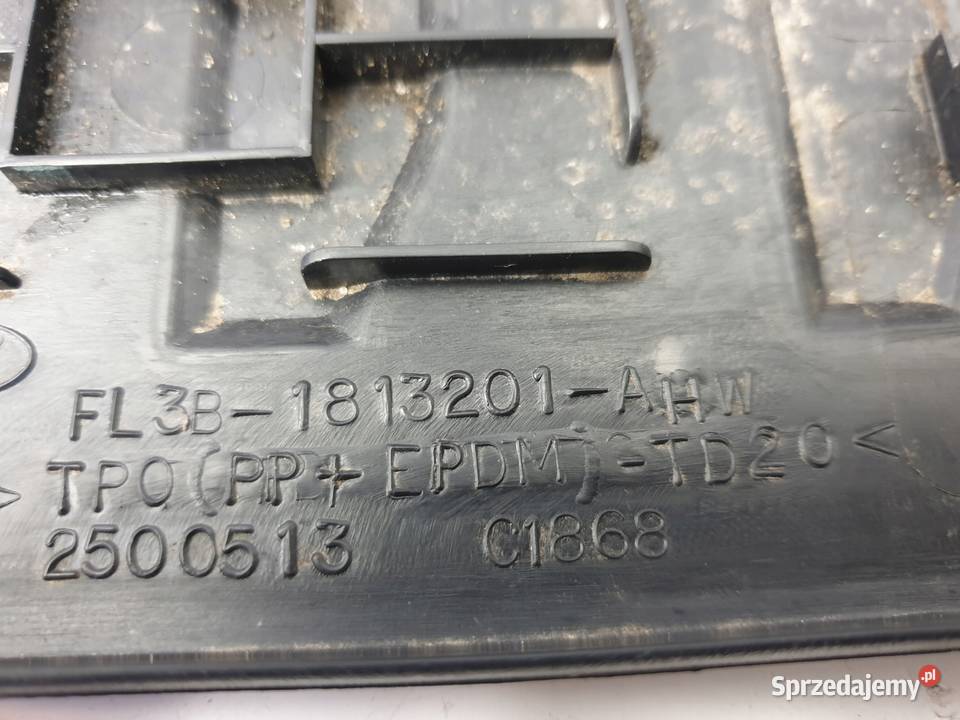 FL3B-1813201-AHW
>TPO(PP+EPDM)-TD20<
2500513 C1868
Sprzedajemy.pl